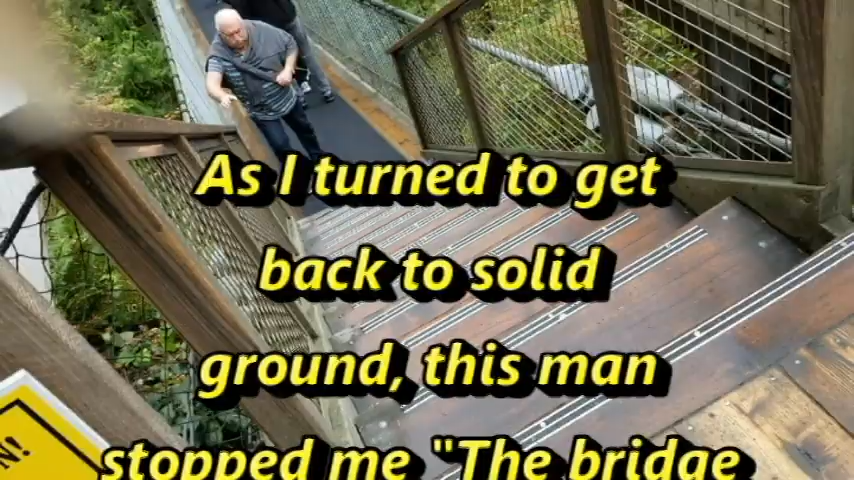 As I turned to get
back to solid
ground, this man
stopped me "The bridge
N!